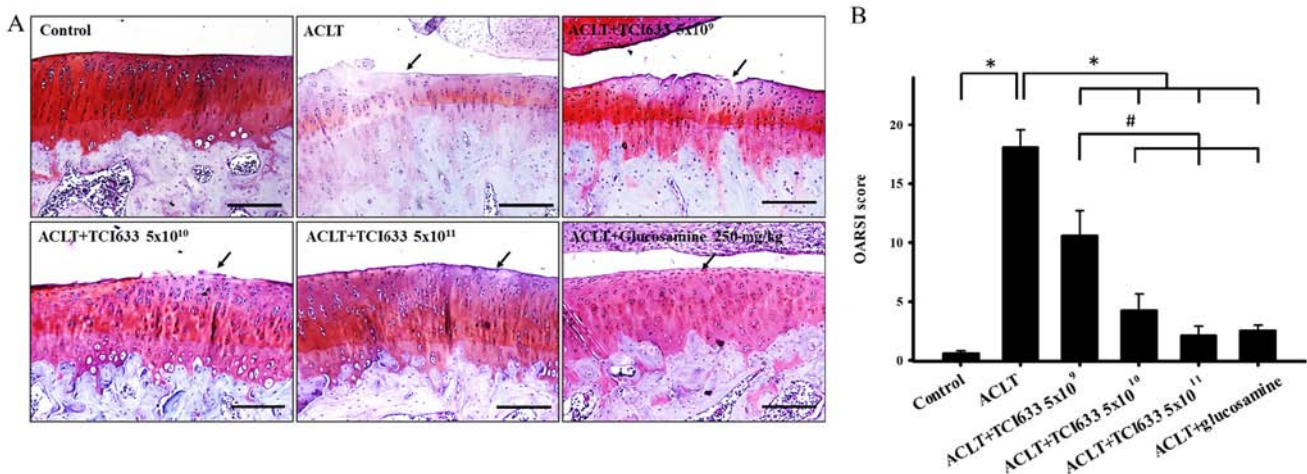 A
Control
ACLT
ACLT+TCI633 5x10⁹
ACLT+TCI633 5x10¹⁰
ACLT+TCI633 5x10¹¹
ACLT+Glucosamine 250-mg/kg
B
*
*
#
OARSI score
20
15
10
5
0
Control
ACLT
ACLT+TCI633 5x10⁹
ACLT+TCI633 5x10¹⁰
ACLT+TCI633 5x10¹¹
ACLT+glucosamine